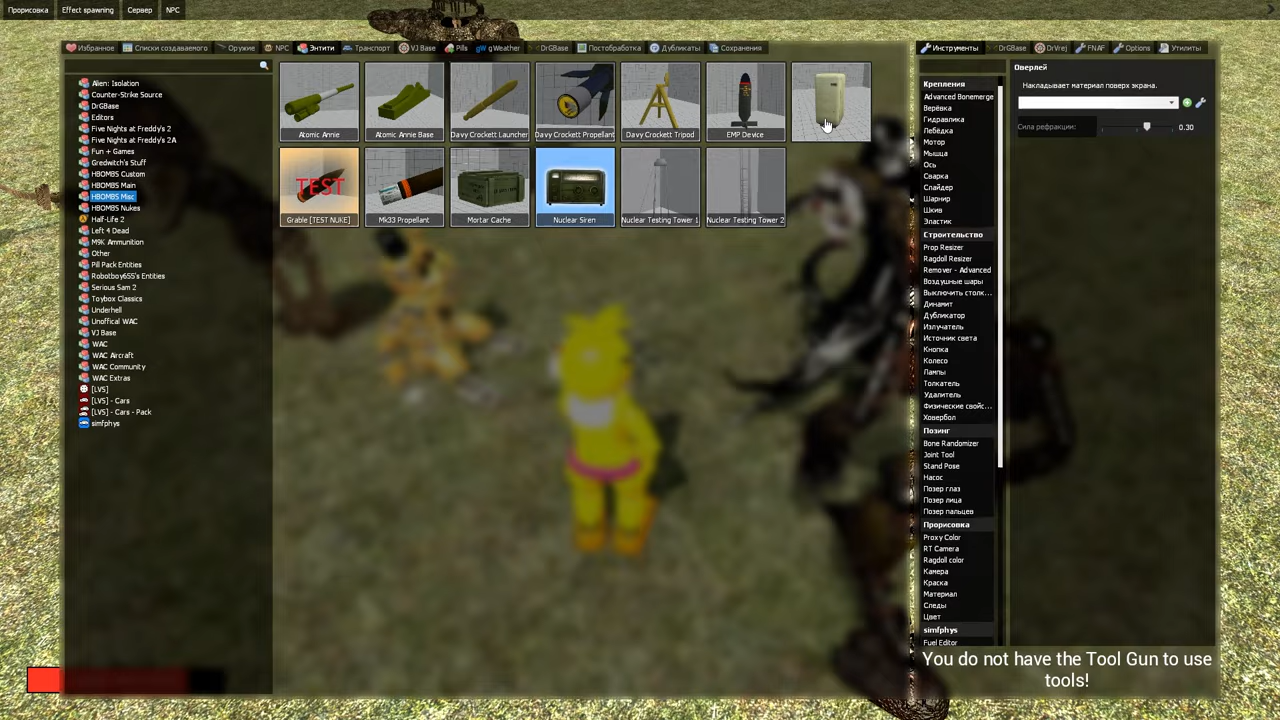 Прорисовка Effect spawning Сервер NPC
Избранное Списки создаваемого Оружие NPC Энтити Транспорт VJ Base Pills gWeather DrGBase Постобработка Дубликаты Сохранения
Alien: Isolation
Counter-Strike Source
DrGBase
Editors
Five Nights at Freddy's 2
Five Nights at Freddy's 2A
Fun + Games
Gredwitch's Stuff
HBOMBS Custom
HBOMBS Main
HBOMBS Misc
HBOMBS Nukes
Half-Life 2
Left 4 Dead
M9K Ammunition
Other
Pill Pack Entities
Robotboy655's Entities
Serious Sam 2
Toybox Classics
Underhell
Unoffical WAC
VJ Base
WAC
WAC Aircraft
WAC Community
WAC Extras
[LVS]
[LVS] - Cars
[LVS] - Cars - Pack
simfphys
Atomic Annie
Atomic Annie Base
Davy Crockett Launcher
Davy Crockett Propellant
Davy Crockett Tripod
EMP Device
TEST
Grable [TEST NUKE]
Mk33 Propellant
Mortar Cache
Nuclear Siren
Nuclear Testing Tower 1
Nuclear Testing Tower 2
Инструменты DrGBase DrVrej FNAF Options Утилиты
Крепления
Advanced Bonemerge
Верёвка
Гидравлика
Лебёдка
Мотор
Мышца
Ось
Сварка
Слайдер
Шарнир
Шкив
Эластик
Строительство
Prop Resizer
Ragdoll Resizer
Remover - Advanced
Воздушные шары
Выключить столк...
Динамит
Дубликатор
Излучатель
Источник света
Кнопка
Колесо
Лампы
Толкатель
Удалитель
Физические свойс...
Ховербол
Позинг
Bone Randomizer
Joint Tool
Stand Pose
Насос
Позер глаз
Позер лица
Позер пальцев
Прорисовка
Proxy Color
RT Camera
Ragdoll color
Камера
Краска
Материал
Следы
Цвет
simfphys
Fuel Editor
Оверлей
Накладывает материал поверх экрана.
Сила рефракции: 0.30
You do not have the Tool Gun to use
tools!